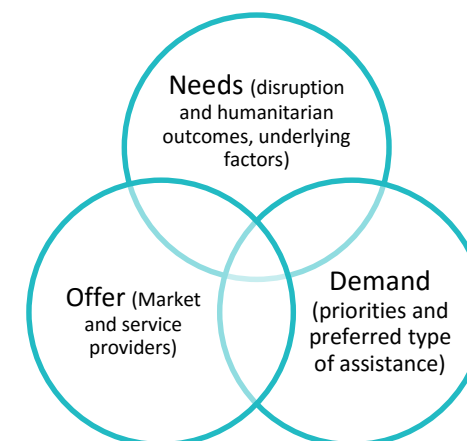 Needs (disruption
and humanitarian
outcomes, underlying
factors)
Offer (Market
and service
providers)
Demand
(priorities and
preferred type
of assistance)